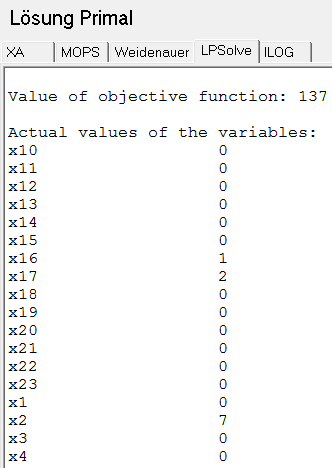 Lösung Primal
XA MOPS Weidenauer LPSolve ILOG
Value of objective function: 137
Actual values of the variables:
x10 0
x11 0
x12 0
x13 0
x14 0
x15 0
x16 1
x17 2
x18 0
x19 0
x20 0
x21 0
x22 0
x23 0
x1 0
x2 7
x3 0
x4 0